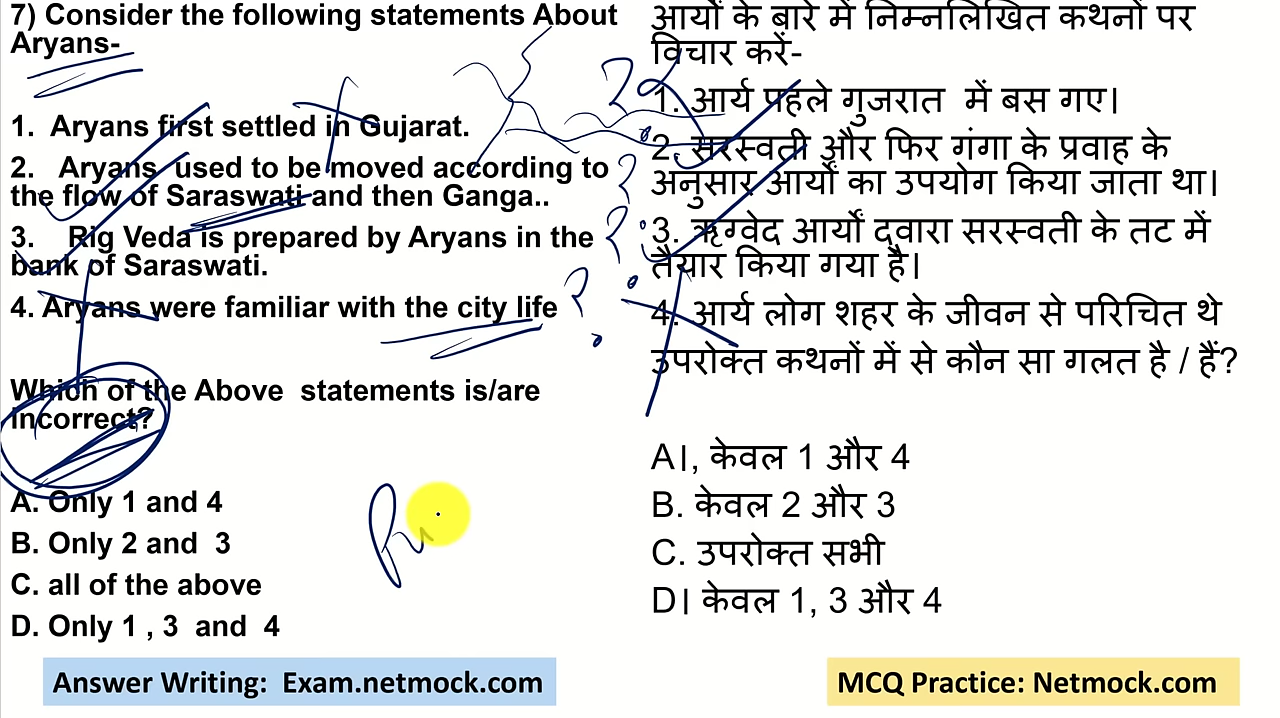 7) Consider the following statements About
Aryans-
1. Aryans first settled in Gujarat.
2. Aryans used to be moved according to
the flow of Saraswati and then Ganga..
3. Rig Veda is prepared by Aryans in the
bank of Saraswati.
4. Aryans were familiar with the city life
Which of the Above statements is/are
incorrect?
A. Only 1 and 4
B. Only 2 and 3
C. all of the above
D. Only 1 , 3 and 4
आर्यों के बारे में निम्नलिखित कथनों पर
विचार करें-
1. आर्य पहले गुजरात में बस गए।
2. सरस्वती और फिर गंगा के प्रवाह के
अनुसार आर्यों का उपयोग किया जाता था।
3. ऋग्वेद आर्यों द्वारा सरस्वती के तट में
तैयार किया गया है।
4. आर्य लोग शहर के जीवन से परिचित थे
उपरोक्त कथनों में से कौन सा गलत है / हैं?
A।, केवल 1 और 4
B. केवल 2 और 3
C. उपरोक्त सभी
D। केवल 1, 3 और 4
Answer Writing: Exam.netmock.com
MCQ Practice: Netmock.com